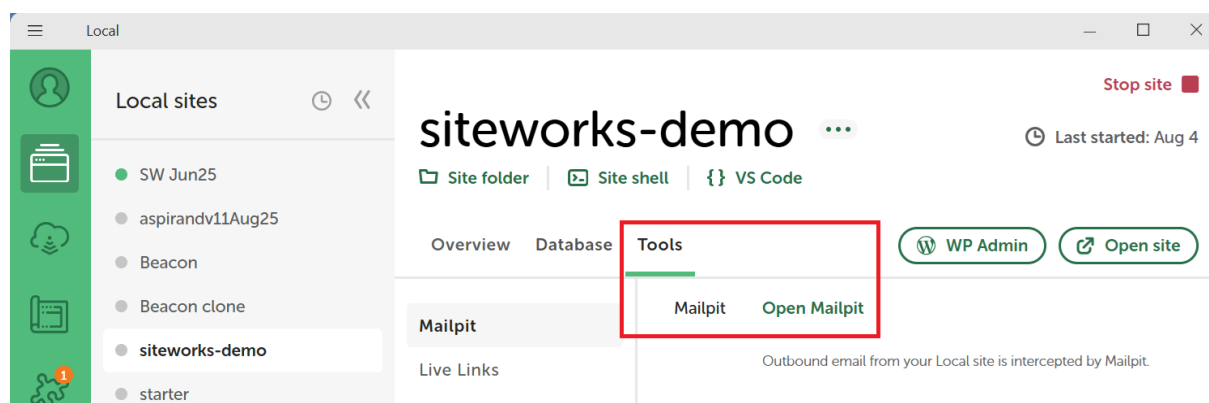 Local
Local sites
SW Jun25
aspirandv11Aug25
Beacon
Beacon clone
siteworks-demo
starter
1
Stop site
siteworks-demo ...
Last started: Aug 4
Site folder
Site shell
VS Code
Overview
Database
Tools
WP Admin
Open site
Mailpit
Live Links
Mailpit
Open Mailpit
Outbound email from your Local site is intercepted by Mailpit.